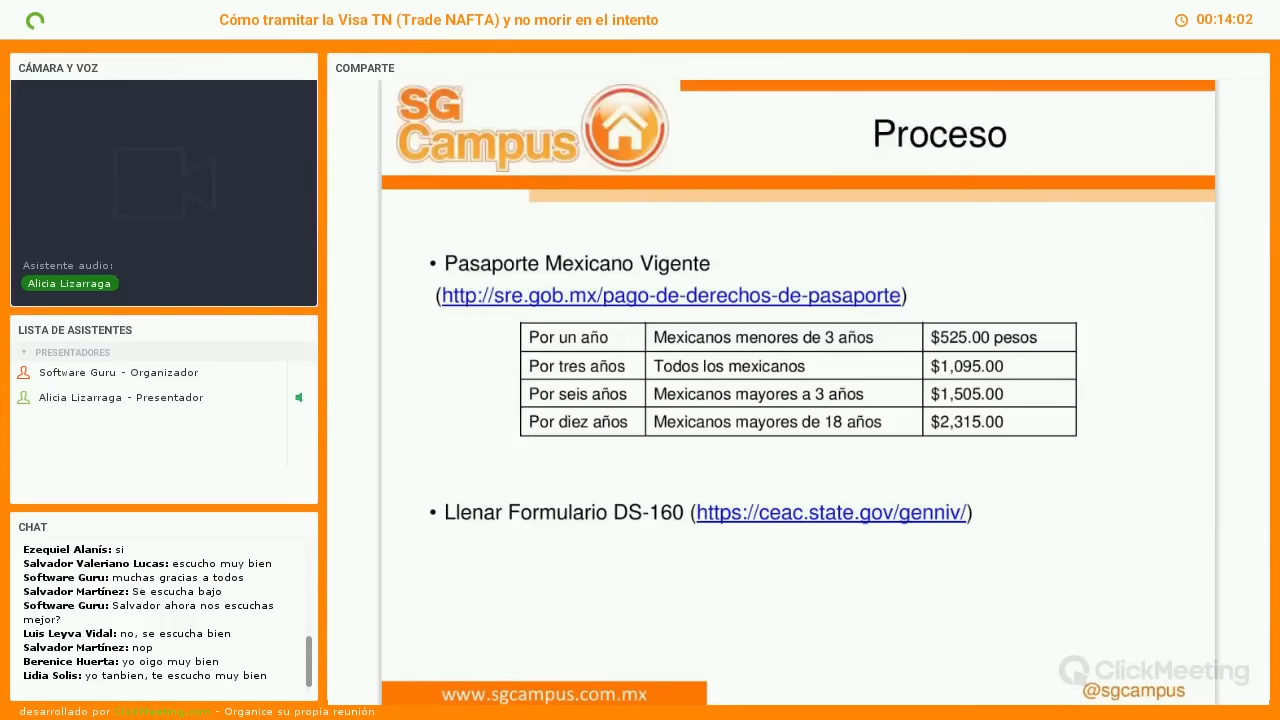 Cómo tramitar la Visa TN (Trade NAFTA) y no morir en el intento
00:14:02
CÁMARA Y VOZ
Asistente audio:
Alicia Lizarraga
LISTA DE ASISTENTES
PRESENTADORES
Software Guru - Organizador
Alicia Lizarraga - Presentador
CHAT
Ezequiel Alanís: si
Salvador Valeriano Lucas: escucho muy bien
Software Guru: muchas gracias a todos
Salvador Martínez: Se escucha bajo
Software Guru: Salvador ahora nos escuchas
mejor?
Luis Leyva Vidal: no, se escucha bien
Salvador Martínez: nop
Berenice Huerta: yo oigo muy bien
Lidia Solis: yo tanbien, te escucho muy bien
COMPARTE
SG
Campus
Proceso
• Pasaporte Mexicano Vigente
(http://sre.gob.mx/pago-de-derechos-de-pasaporte)
Por un año Mexicanos menores de 3 años $525.00 pesos
Por tres años Todos los mexicanos $1,095.00
Por seis años Mexicanos mayores a 3 años $1,505.00
Por diez años Mexicanos mayores de 18 años $2,315.00
• Llenar Formulario DS-160 (https://ceac.state.gov/genniv/)
www.sgcampus.com.mx
ClickMeeting
@sgcampus
desarrollado por - Organice su propia reunión